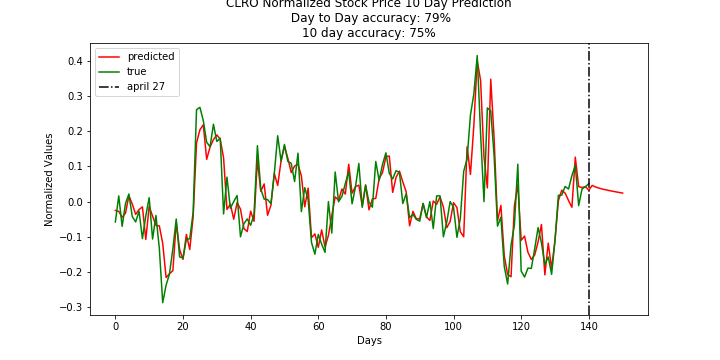 CLRO Normalized Stock Price 10 Day Prediction
Day to Day accuracy: 79%
10 day accuracy: 75%
predicted
true
april 27
Normalized Values
0.4
0.3
0.2
0.1
0.0
−0.1
−0.2
−0.3
0 20 40 60 80 100 120 140
Days